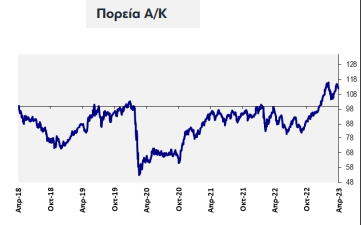 Πορεία Α/Κ
128
118
108
98
88
78
68
58
48
Απρ-18
Οκτ-18
Απρ-19
Οκτ-19
Απρ-20
Οκτ-20
Απρ-21
Οκτ-21
Απρ-22
Οκτ-22
Απρ-23